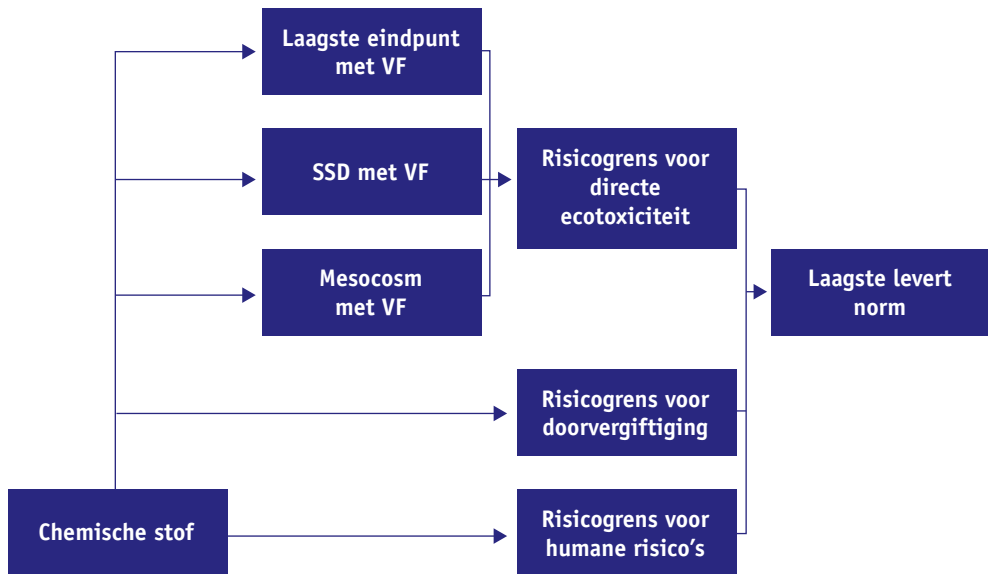 Laagste eindpunt
met VF
SSD met VF
Mesocosm
met VF
Risicogrens voor
directe
ecotoxiciteit
Laagste levert
norm
Risicogrens voor
doorvergiftiging
Chemische stof
Risicogrens voor
humane risico's